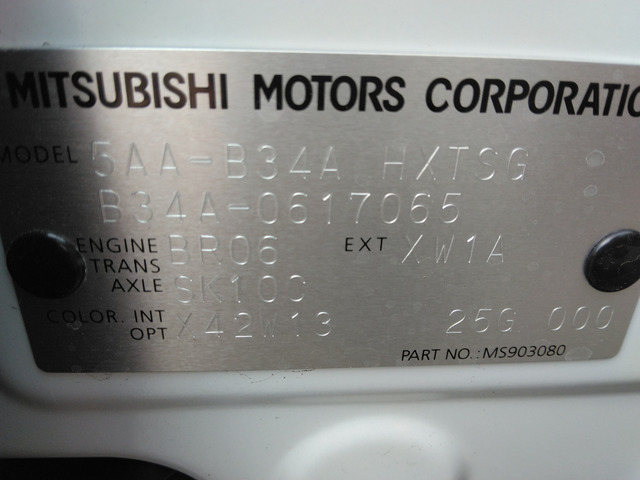 MITSUBISHI MOTORS CORPORATIO
MODEL 5AA-B34A HXTSG
B34A-0617065
ENGINE BR06 EXT XW1A
TRANS
AXLE SK10C
COLOR. INT
OPT /42W13 25G 000
PART NO.:MS903080